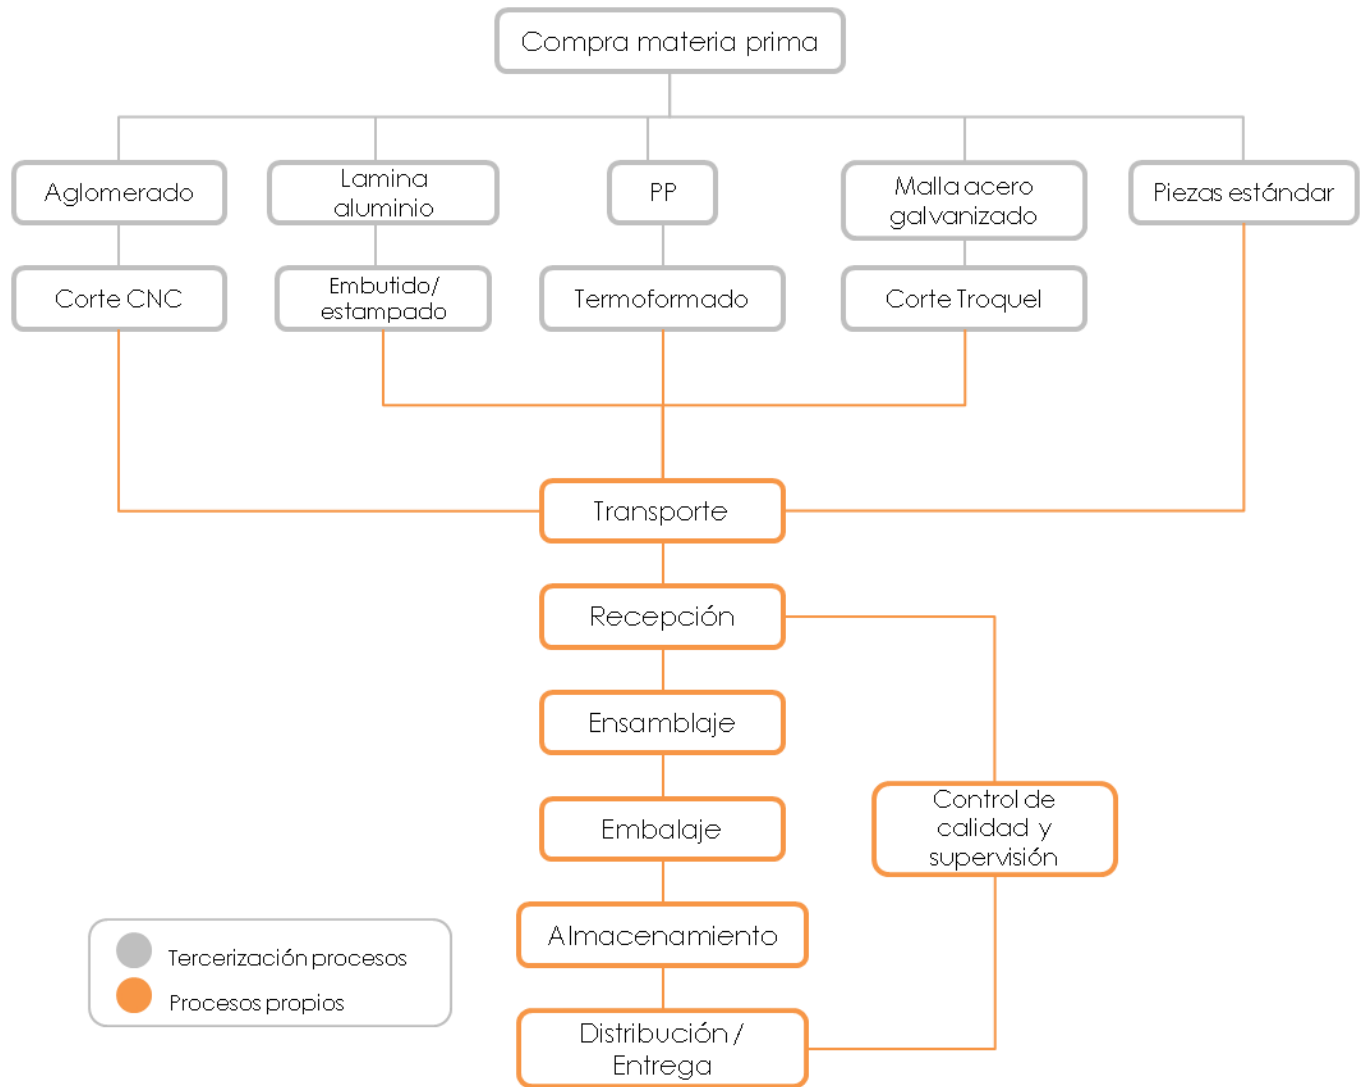 Compra materia prima
Aglomerado
Lamina
aluminio
PP
Malla acero
galvanizado
Piezas estándar
Corte CNC
Embutido/
estampado
Termoformado
Corte Troquel
Transporte
Recepción
Ensamblaje
Embalaje
Control de
calidad y
supervisión
Almacenamiento
Distribución /
Entrega
Tercerización procesos
Procesos propios